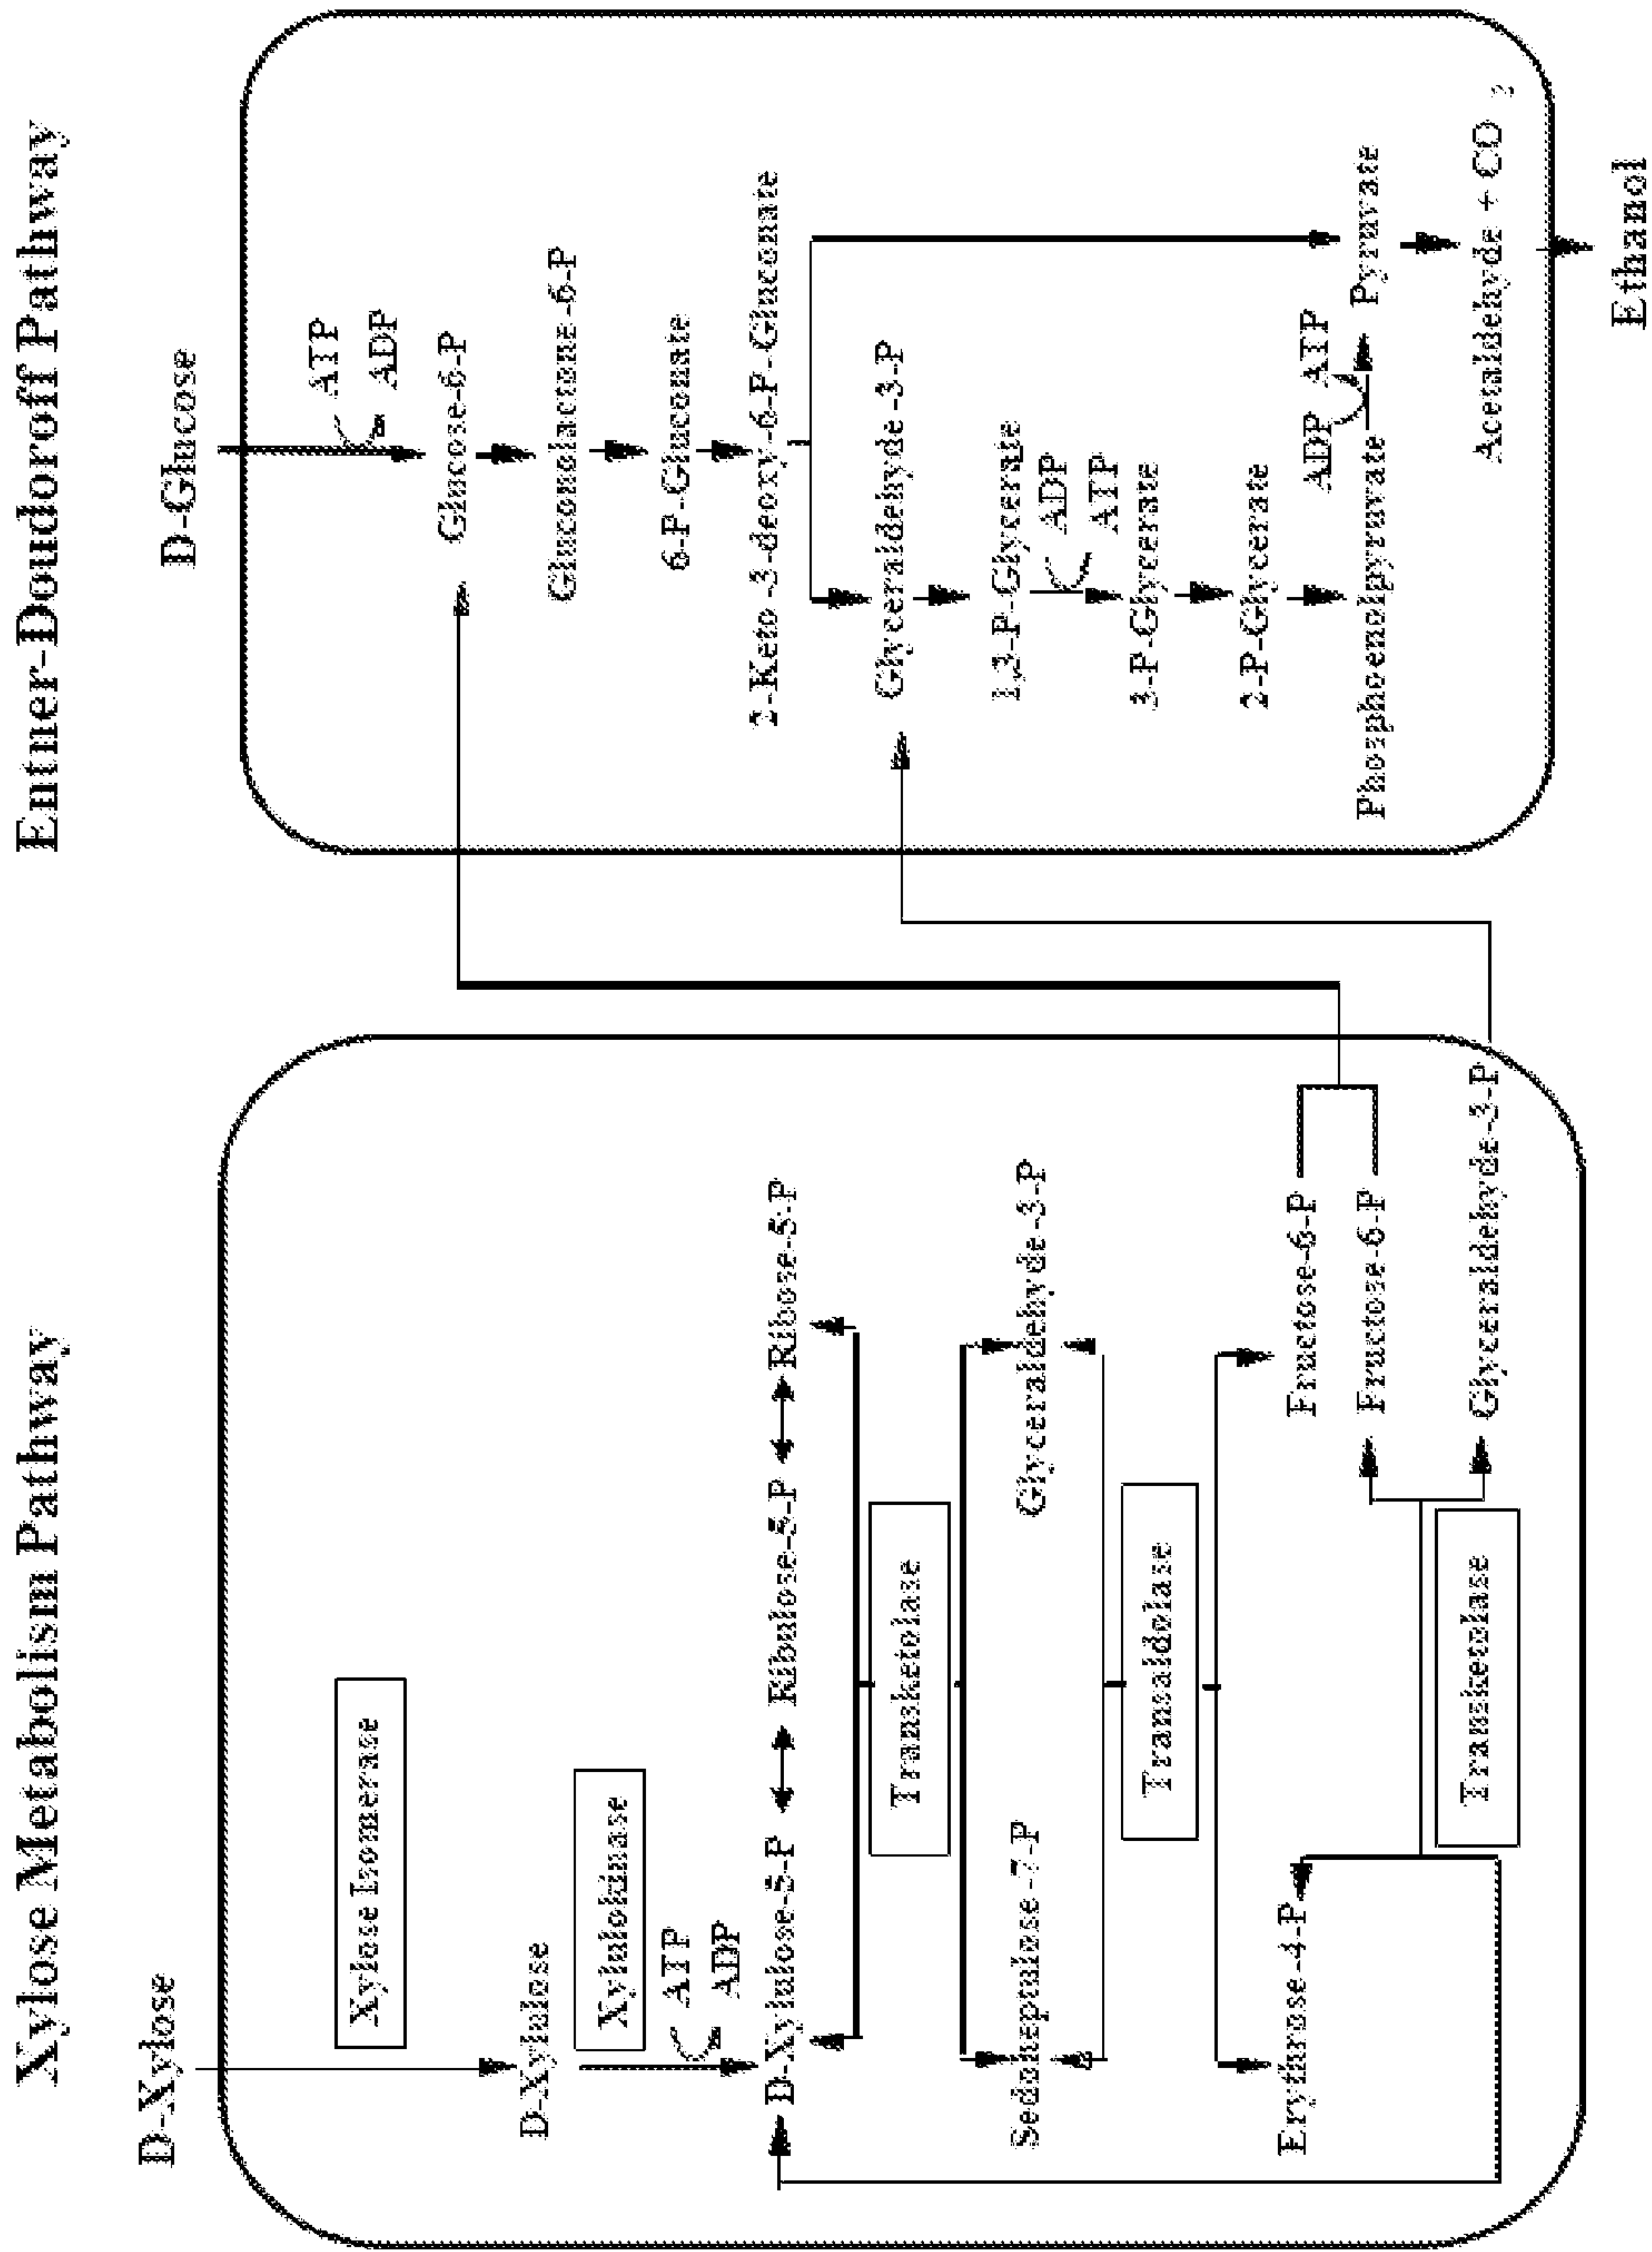 Xylose Metabolism Pathway
D-Xylose
Xylose Isomerase
D-Xylulose
Xylulokinase
ATP
ADP
D-Xylulose-5-P
Ribulose-5-P
Ribose-5-P
Transketolase
Sedoheptulose-7-P
Glyceraldehyde-3-P
Transaldolase
Erythrose-4-P
Fructose-6-P
Fructose-6-P
Transketolase
Glyceraldehyde-3-P
Entner-Doudoroff Pathway
D-Glucose
ATP
ADP
Glucose-6-P
Gluconolactone-6-P
6-P-Gluconate
2-Keto-3-deoxy-6-P-Gluconate
Glyceraldehyde-3-P
1,3-P-Glycerate
ADP
ATP
3-P-Glycerate
2-P-Glycerate
ADP ATP
Phosphoenolpyruvate
Pyruvate
Acetaldehyde + CO 2
Ethanol